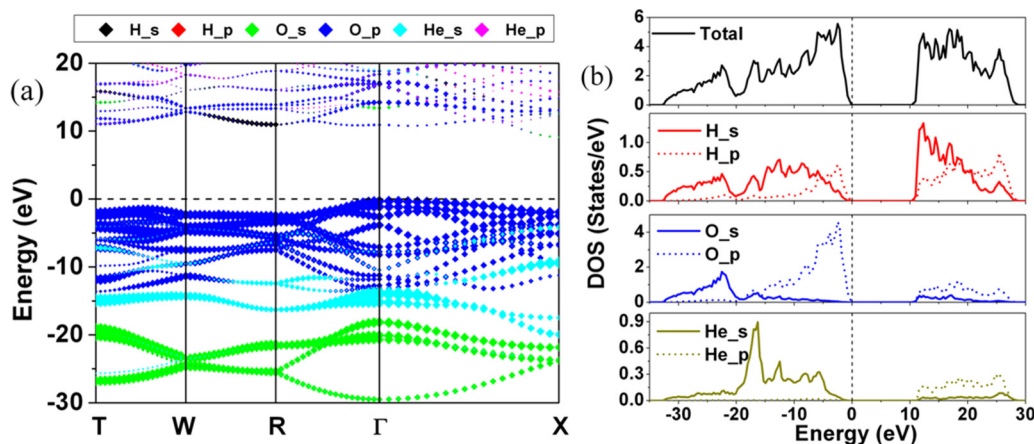 H_s H_p O_s O_p He_s He_p
(a)
Energy (eV)
20
10
0
-10
-20
-30
T W R Γ X
(b)
DOS (States/eV)
6
4
2
0
Total
1.0
0.5
0.0
H_s
H_p
4
2
0
O_s
O_p
0.9
0.6
0.3
0.0
He_s
He_p
-30 -20 -10 0 10 20 30
Energy (eV)